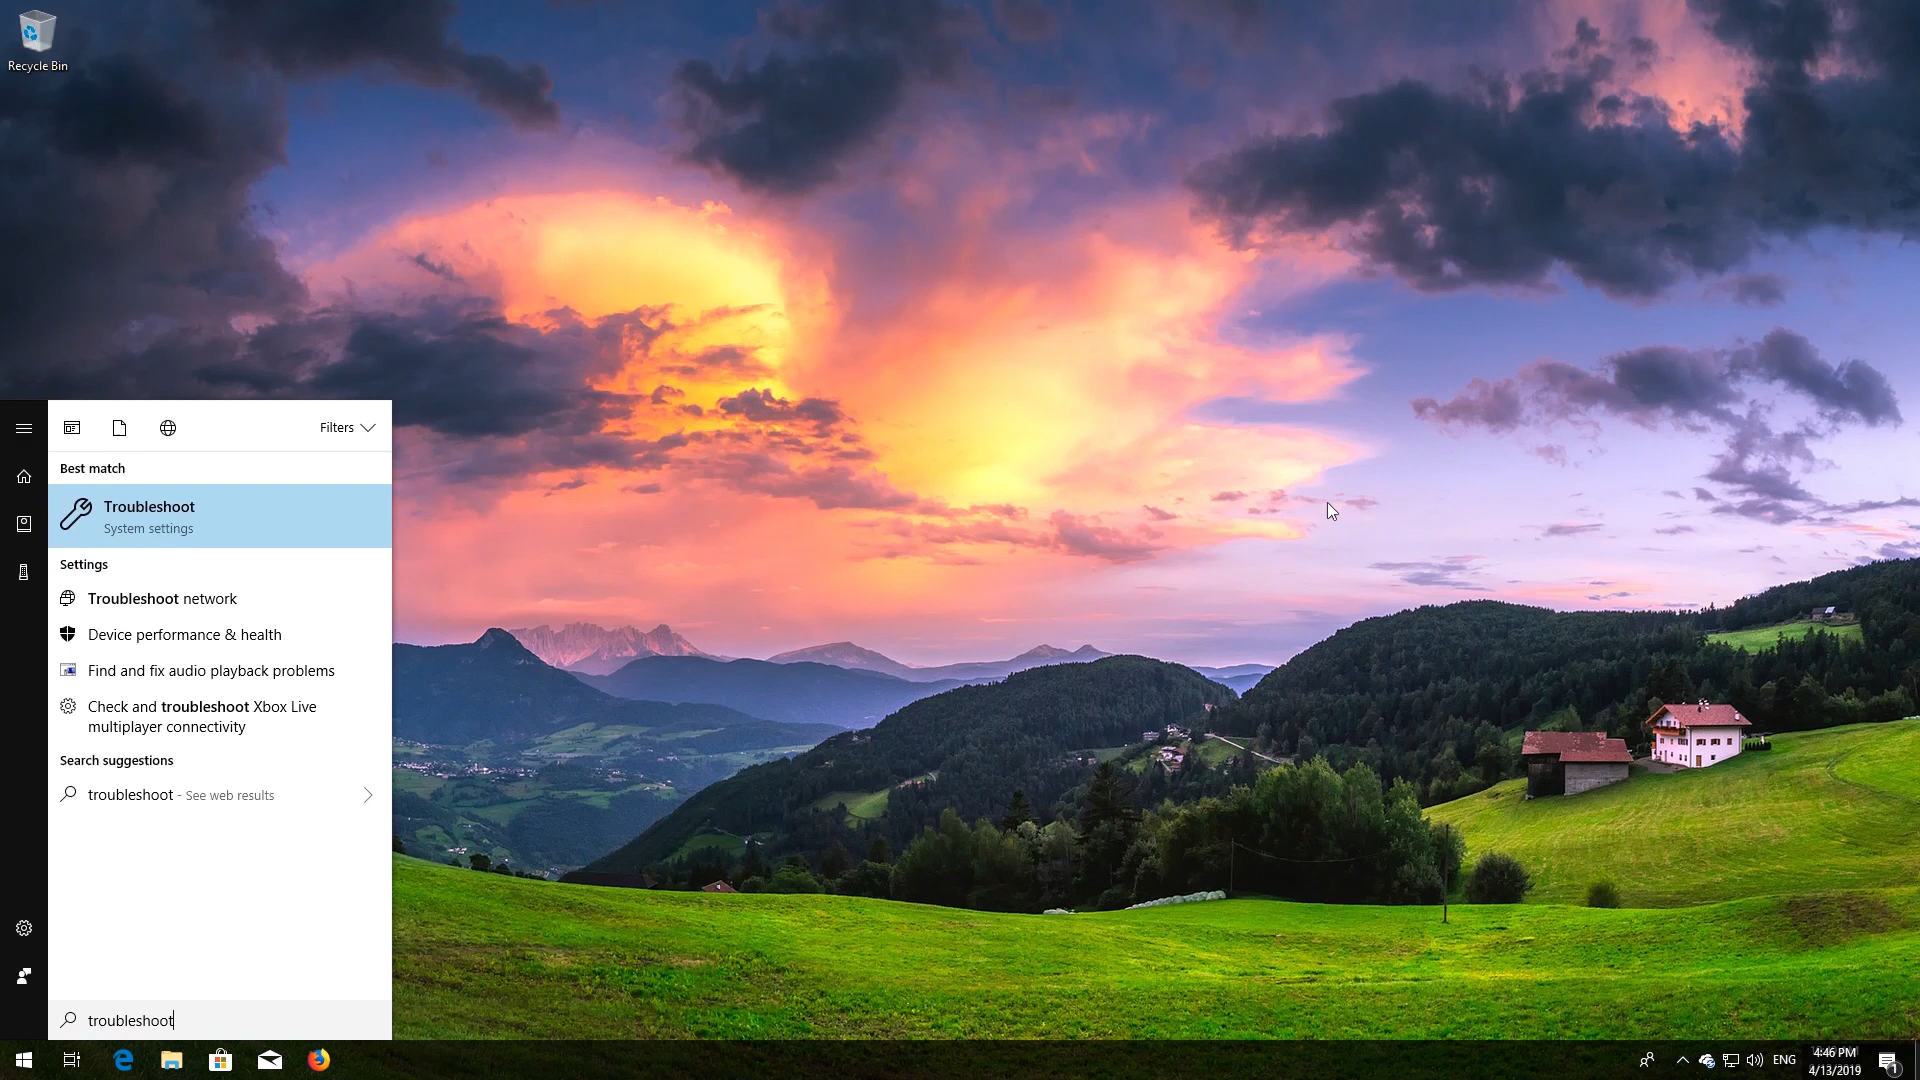 Recycle Bin
Filters
Best match
Troubleshoot
System settings
Settings
Troubleshoot network
Device performance & health
Find and fix audio playback problems
Check and troubleshoot Xbox Live
multiplayer connectivity
Search suggestions
troubleshoot - See web results
troubleshoot
ENG
4:46 PM
4/13/2019
1